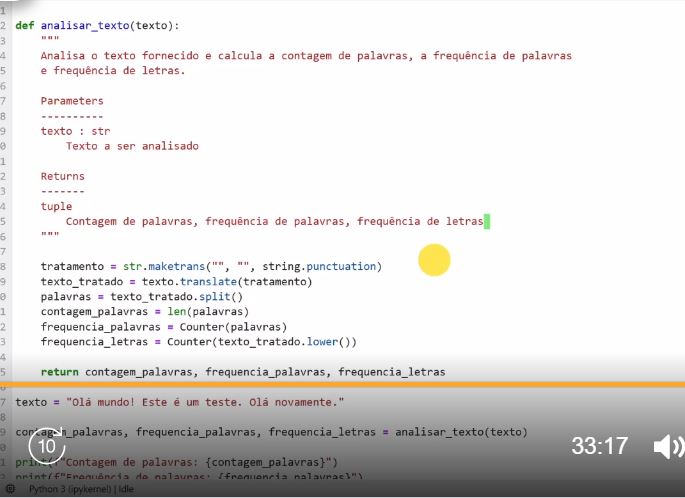 1
2 def analisar_texto(texto):
3 """
4 Analisa o texto fornecido e calcula a contagem de palavras, a frequência de palavras
5 e frequência de letras.
6
7 Parameters
8 ----------
9 texto : str
0 Texto a ser analisado
1
2 Returns
3 -------
4 tuple
5 Contagem de palavras, frequência de palavras, frequência de letras
6 """
7
8 tratamento = str.maketrans("", "", string.punctuation)
9 texto_tratado = texto.translate(tratamento)
0 palavras = texto_tratado.split()
1 contagem_palavras = len(palavras)
2 frequencia_palavras = Counter(palavras)
3 frequencia_letras = Counter(texto_tratado.lower())
4
5 return contagem_palavras, frequencia_palavras, frequencia_letras
6
7 texto = "Olá mundo! Este é um teste. Olá novamente."
8
9 contagem_palavras, frequencia_palavras, frequencia_letras = analisar_texto(texto)
10
33:17
0
1 print(f"Contagem de palavras: {contagem_palavras}")
2 print(f"Frequência de palavras: {frequencia_palavras}")
Python 3 (ipykernel) | Idle